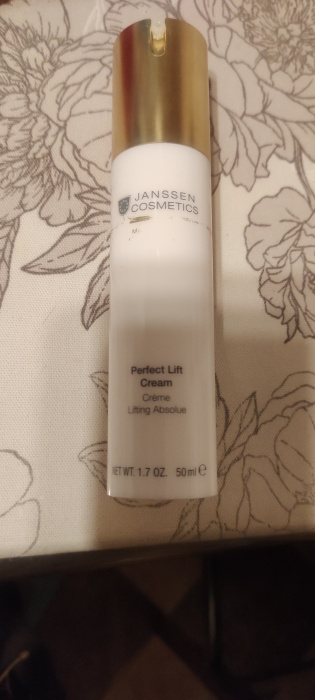 JANSSEN
COSMETICS
Perfect Lift
Cream
Crème
Lifting Absolue
NET WT. 1.7 OZ. 50 ml ℮